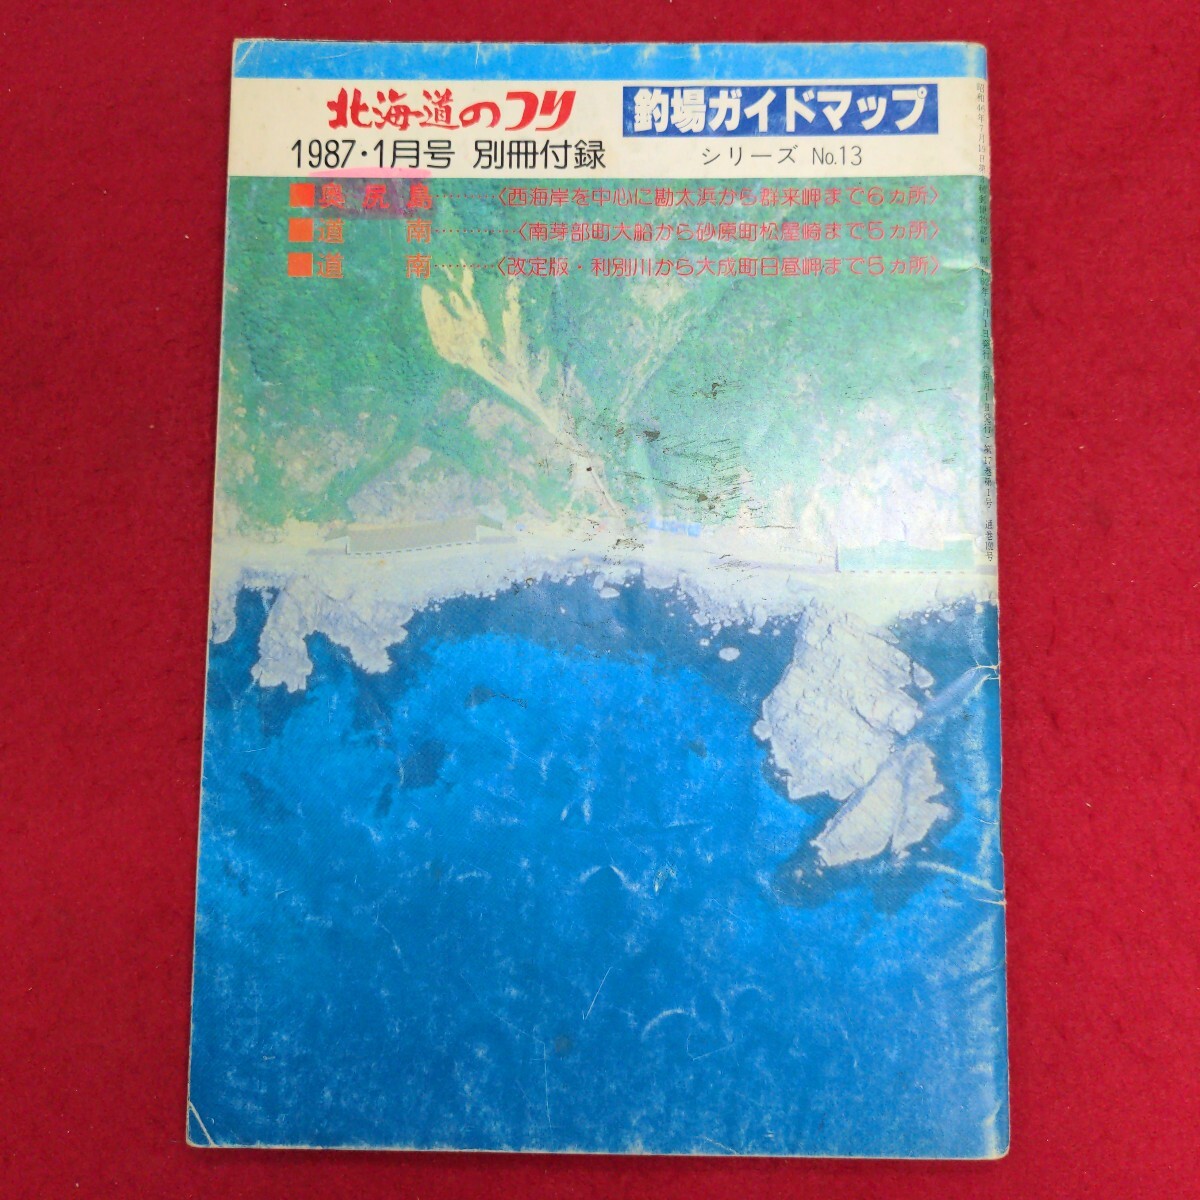 北海道のつり
1987・1月号 別冊付録
釣場ガイドマップ
シリーズ No.13
■奥尻島………〈西海岸を中心に勘太浜から群来岬まで6ヵ所〉
■道　南…………〈南芽部町大船から砂原町松屋崎まで5ヵ所〉
■道　南………〈改定版・利別川から大成町日昼岬まで5ヵ所〉